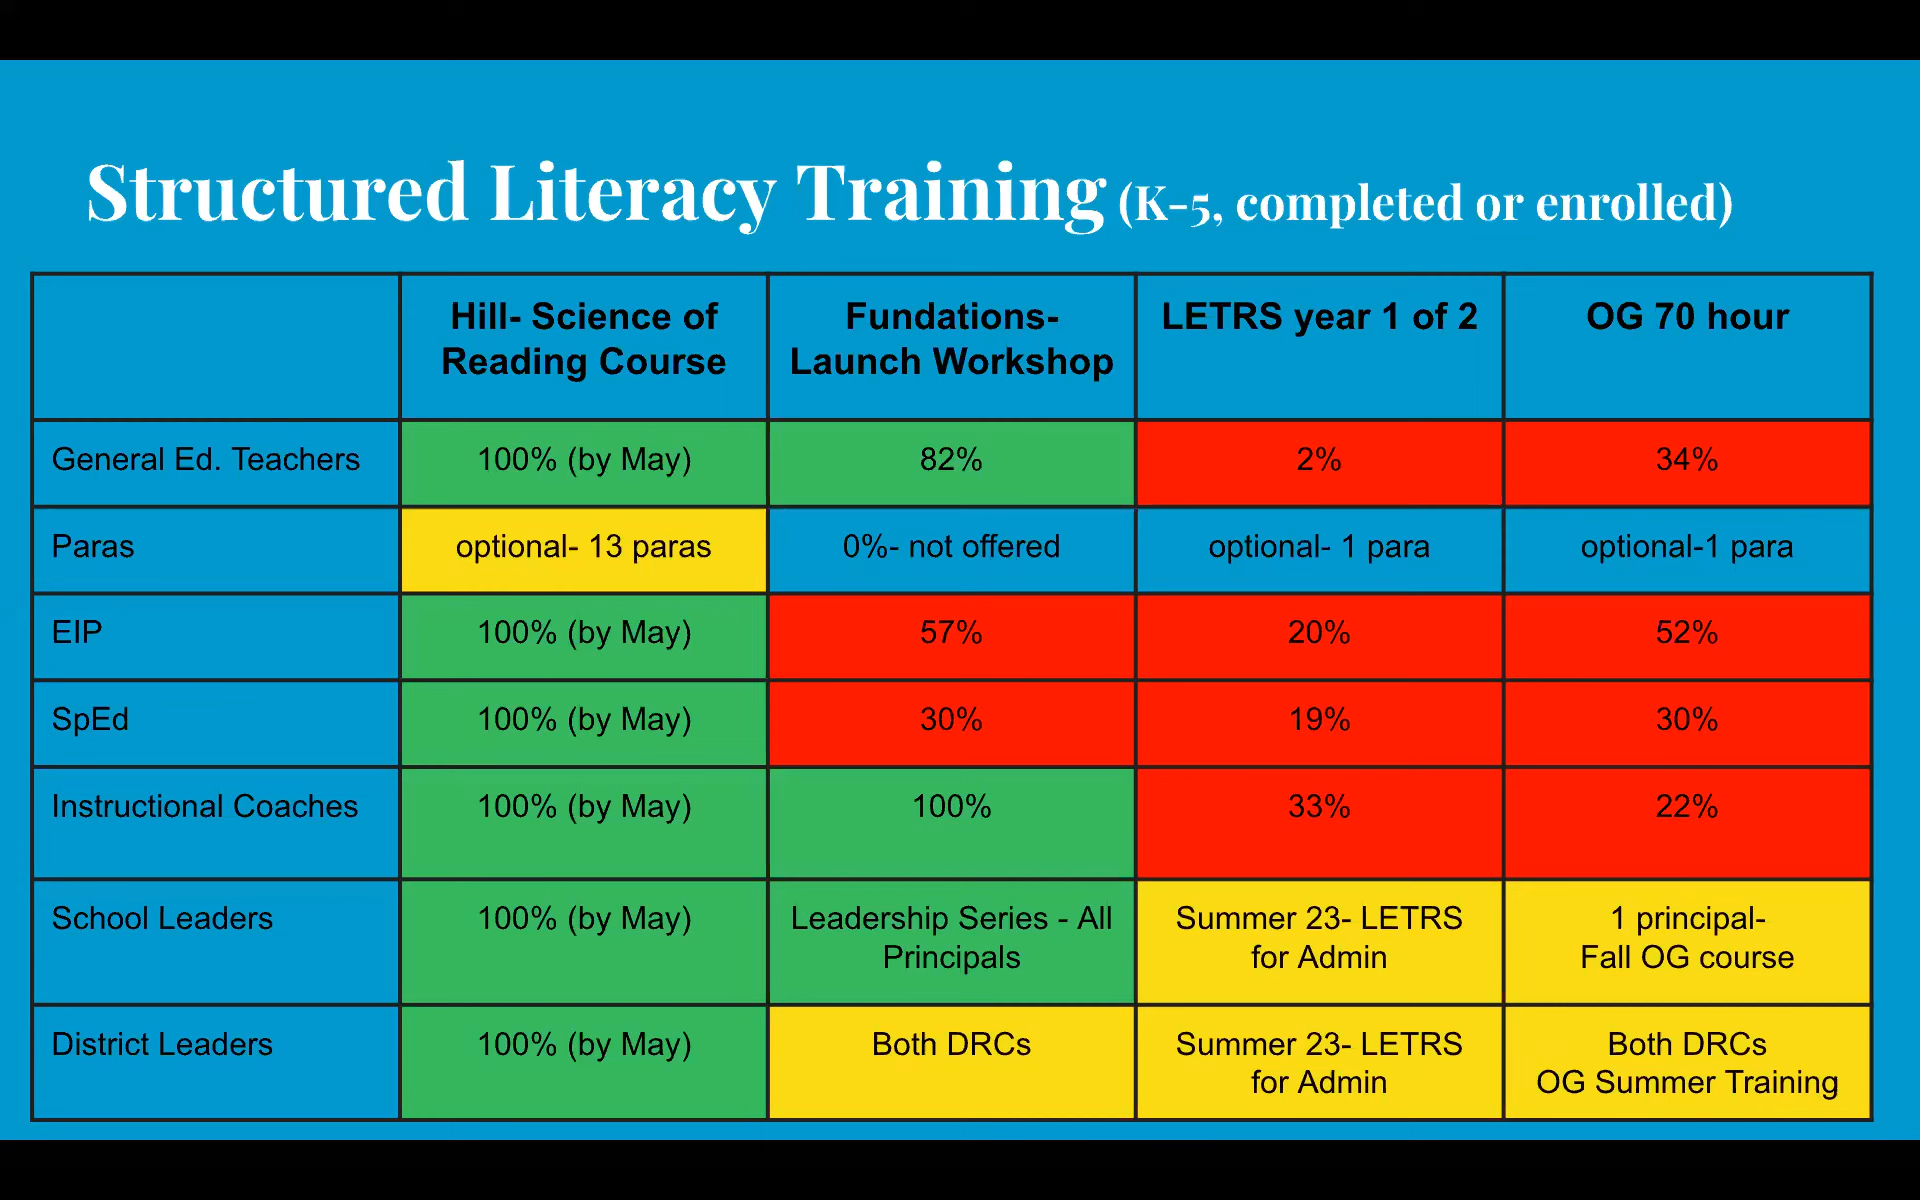 Structured Literacy Training (K-5, completed or enrolled)
Hill- Science of
Reading Course
Fundations-
Launch Workshop
LETRS year 1 of 2
OG 70 hour
General Ed. Teachers
100% (by May)
82%
2%
34%
Paras
optional- 13 paras
0%- not offered
optional- 1 para
optional-1 para
EIP
100% (by May)
57%
20%
52%
SpEd
100% (by May)
30%
19%
30%
Instructional Coaches
100% (by May)
100%
33%
22%
School Leaders
100% (by May)
Leadership Series - All
Principals
Summer 23- LETRS
for Admin
1 principal-
Fall OG course
District Leaders
100% (by May)
Both DRCs
Summer 23- LETRS
for Admin
Both DRCs
OG Summer Training